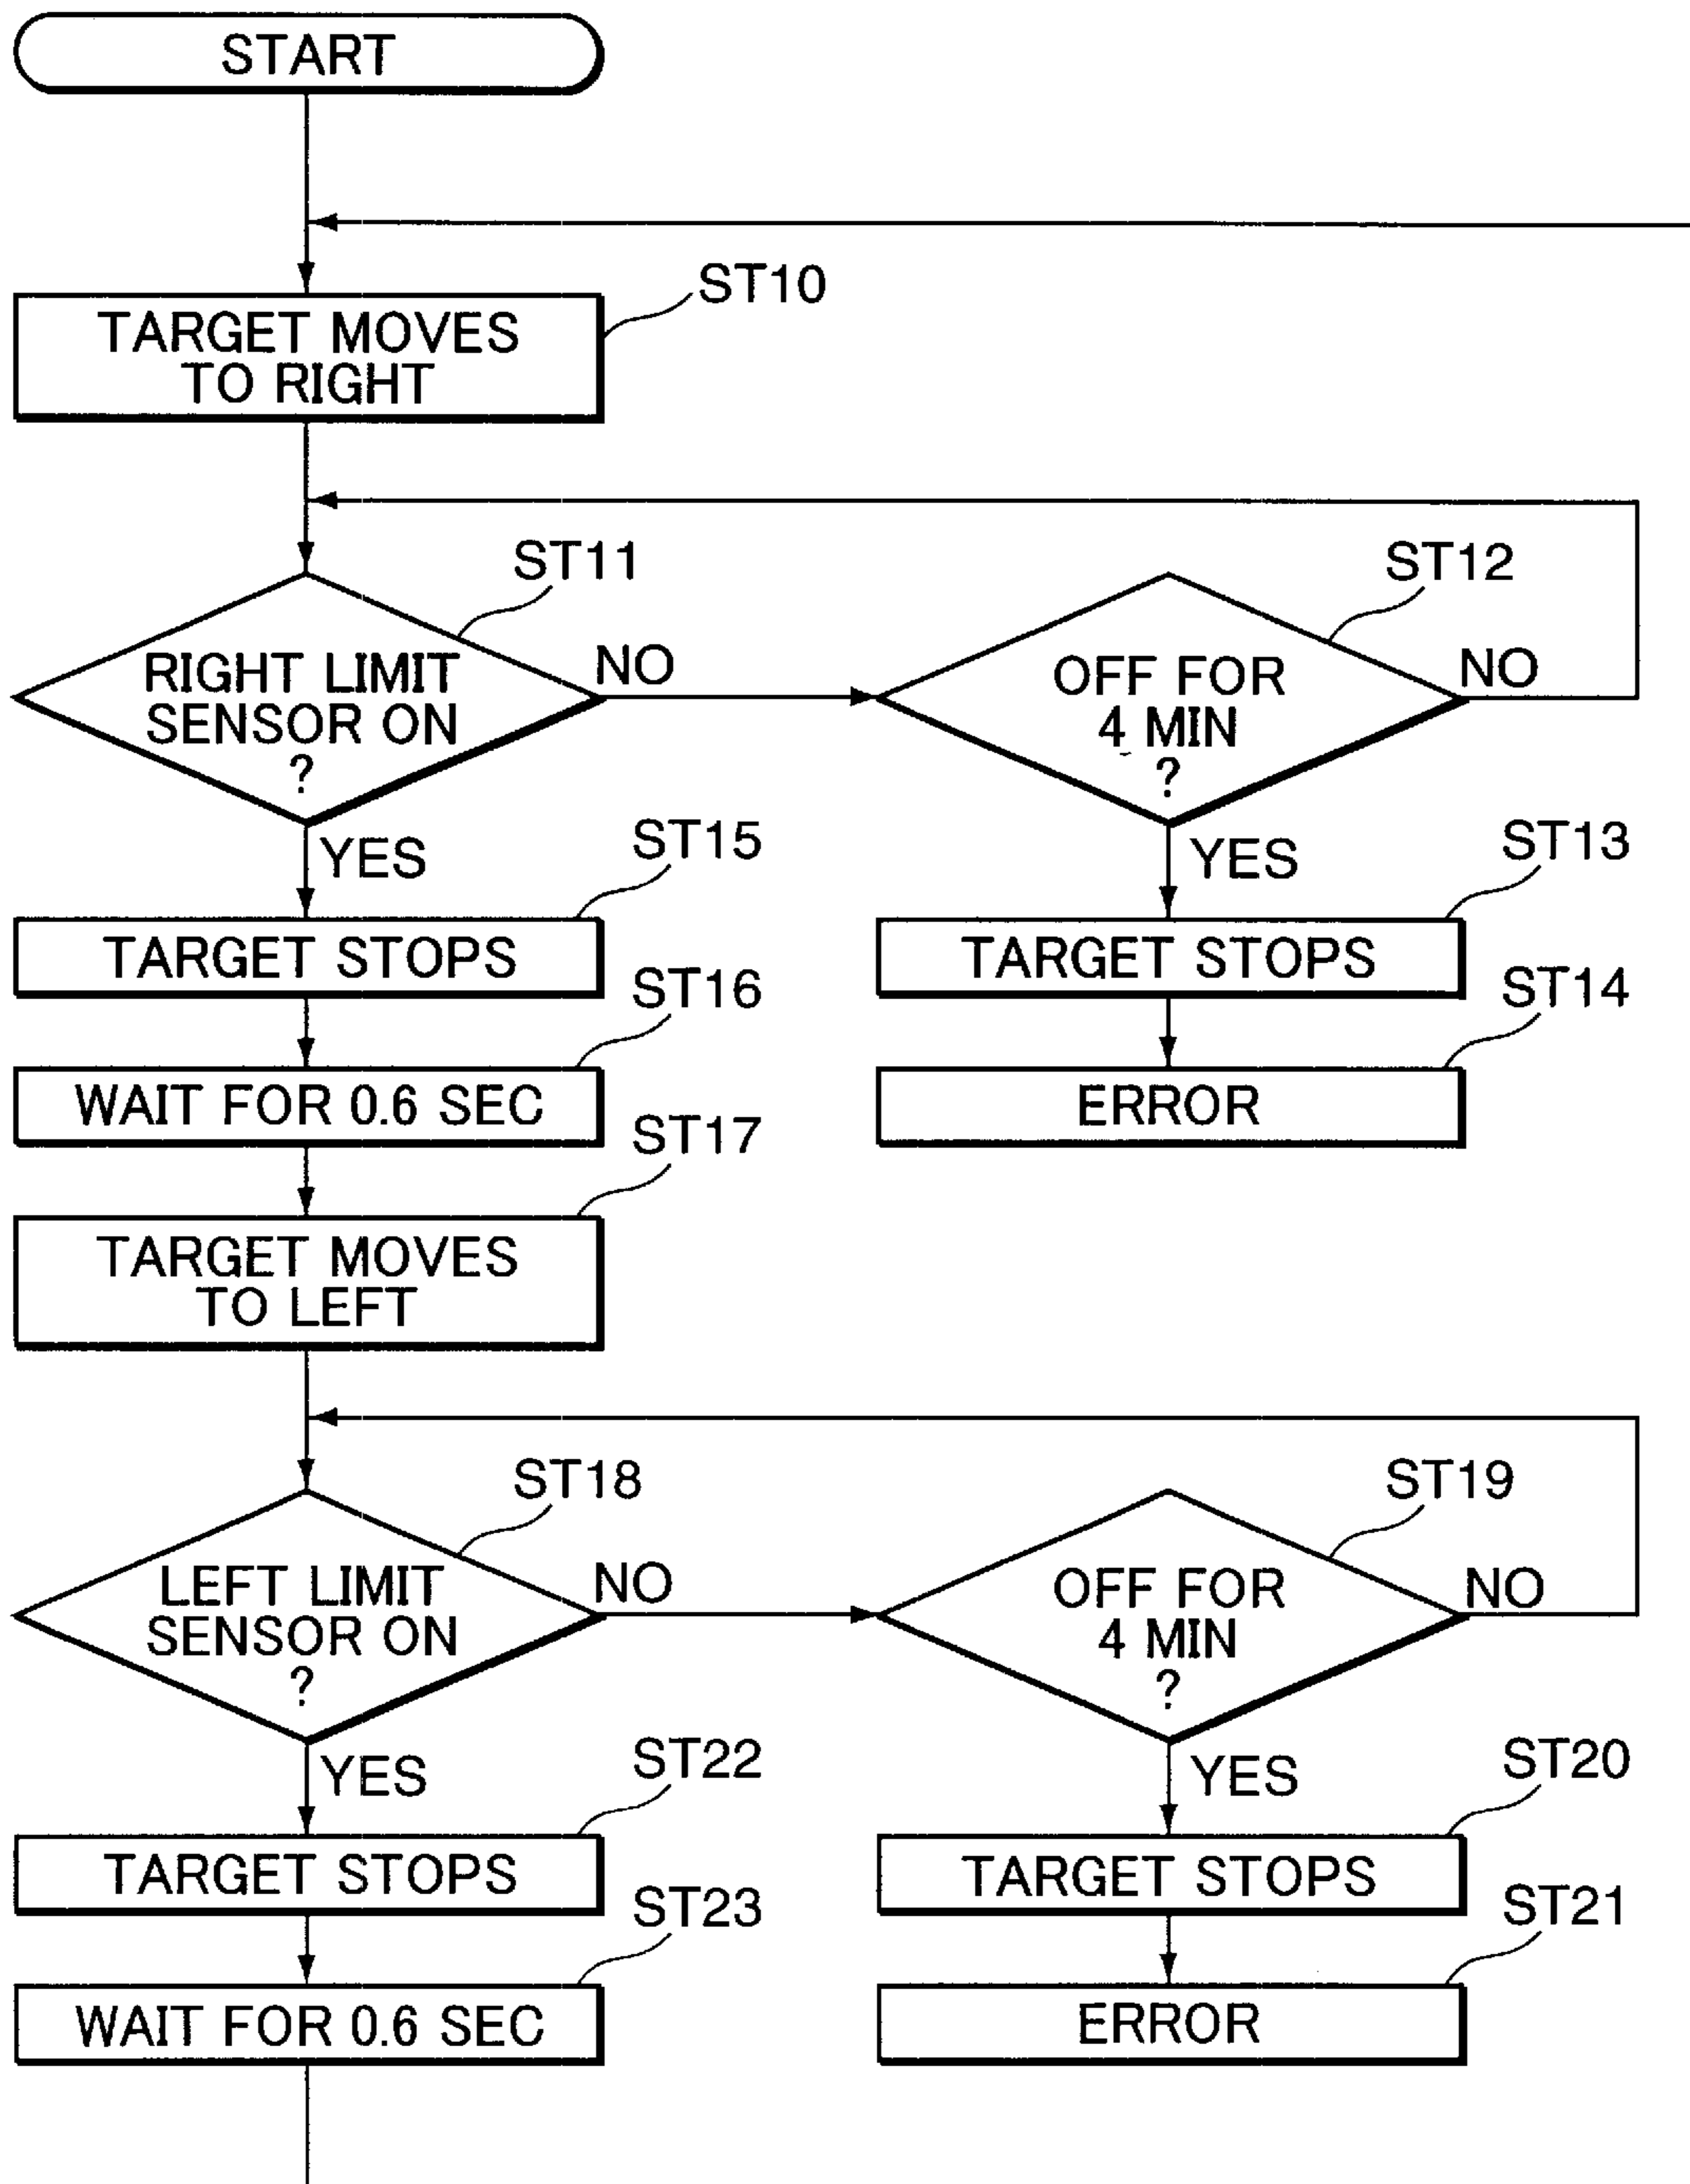 START
ST10
TARGET MOVES
TO RIGHT
ST11
RIGHT LIMIT
SENSOR ON
?
NO
ST12
OFF FOR
4 MIN
?
NO
YES
ST15
TARGET STOPS
YES
ST13
TARGET STOPS
ST16
WAIT FOR 0.6 SEC
ST14
ERROR
ST17
TARGET MOVES
TO LEFT
ST18
LEFT LIMIT
SENSOR ON
?
NO
ST19
OFF FOR
4 MIN
?
NO
YES
ST22
TARGET STOPS
YES
ST20
TARGET STOPS
ST23
WAIT FOR 0.6 SEC
ST21
ERROR